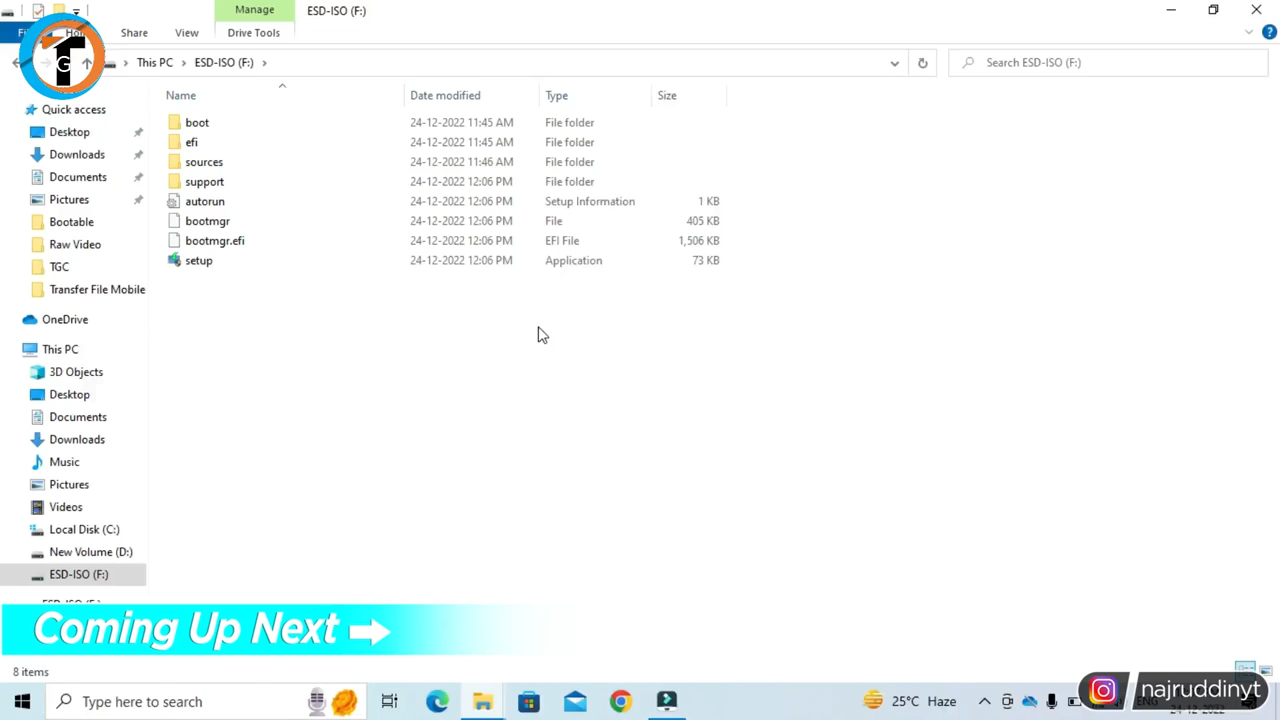 Manage
ESD-ISO (F:)
Share
View
Drive Tools
TG
This PC
ESD-ISO (F:)
Search ESD-ISO (F:)
Name
Date modified
Type
Size
Quick access
Desktop
Downloads
Documents
Pictures
Bootable
Raw Video
TGC
Transfer File Mobile
OneDrive
This PC
3D Objects
Desktop
Documents
Downloads
Music
Pictures
Videos
Local Disk (C:)
New Volume (D:)
ESD-ISO (F:)
boot 24-12-2022 11:45 AM File folder
efi 24-12-2022 11:45 AM File folder
sources 24-12-2022 11:46 AM File folder
support 24-12-2022 12:06 PM File folder
autorun 24-12-2022 12:06 PM Setup Information 1 KB
bootmgr 24-12-2022 12:06 PM File 405 KB
bootmgr.efi 24-12-2022 12:06 PM EFI File 1,506 KB
setup 24-12-2022 12:06 PM Application 73 KB
Coming Up Next
8 items
najruddinyt
Type here to search
25°C Haze
ENG
24-12-2022